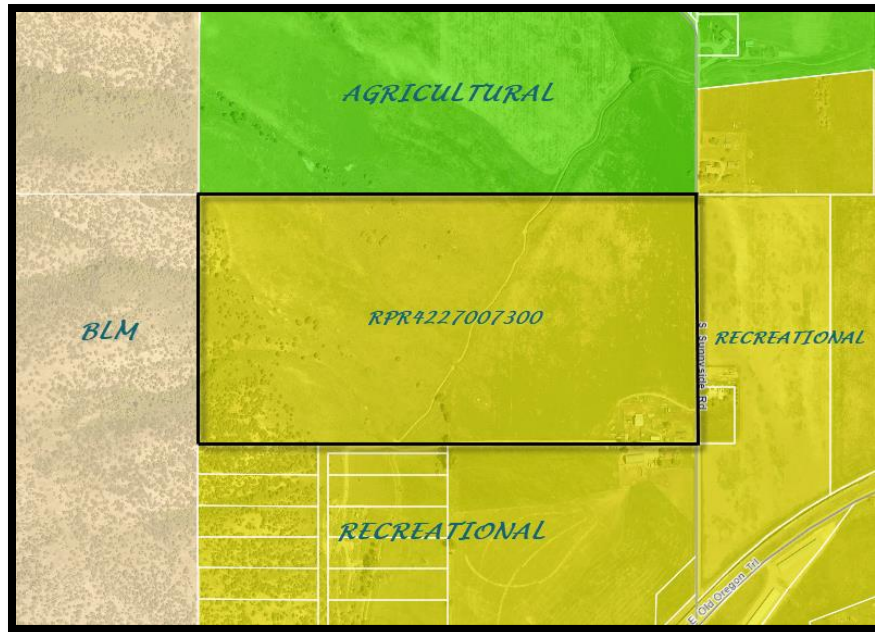 AGRICULTURAL
RPR4227007300
BLM
S Sunnyside Rd
RECREATIONAL
RECREATIONAL
E Old Oregon Trl